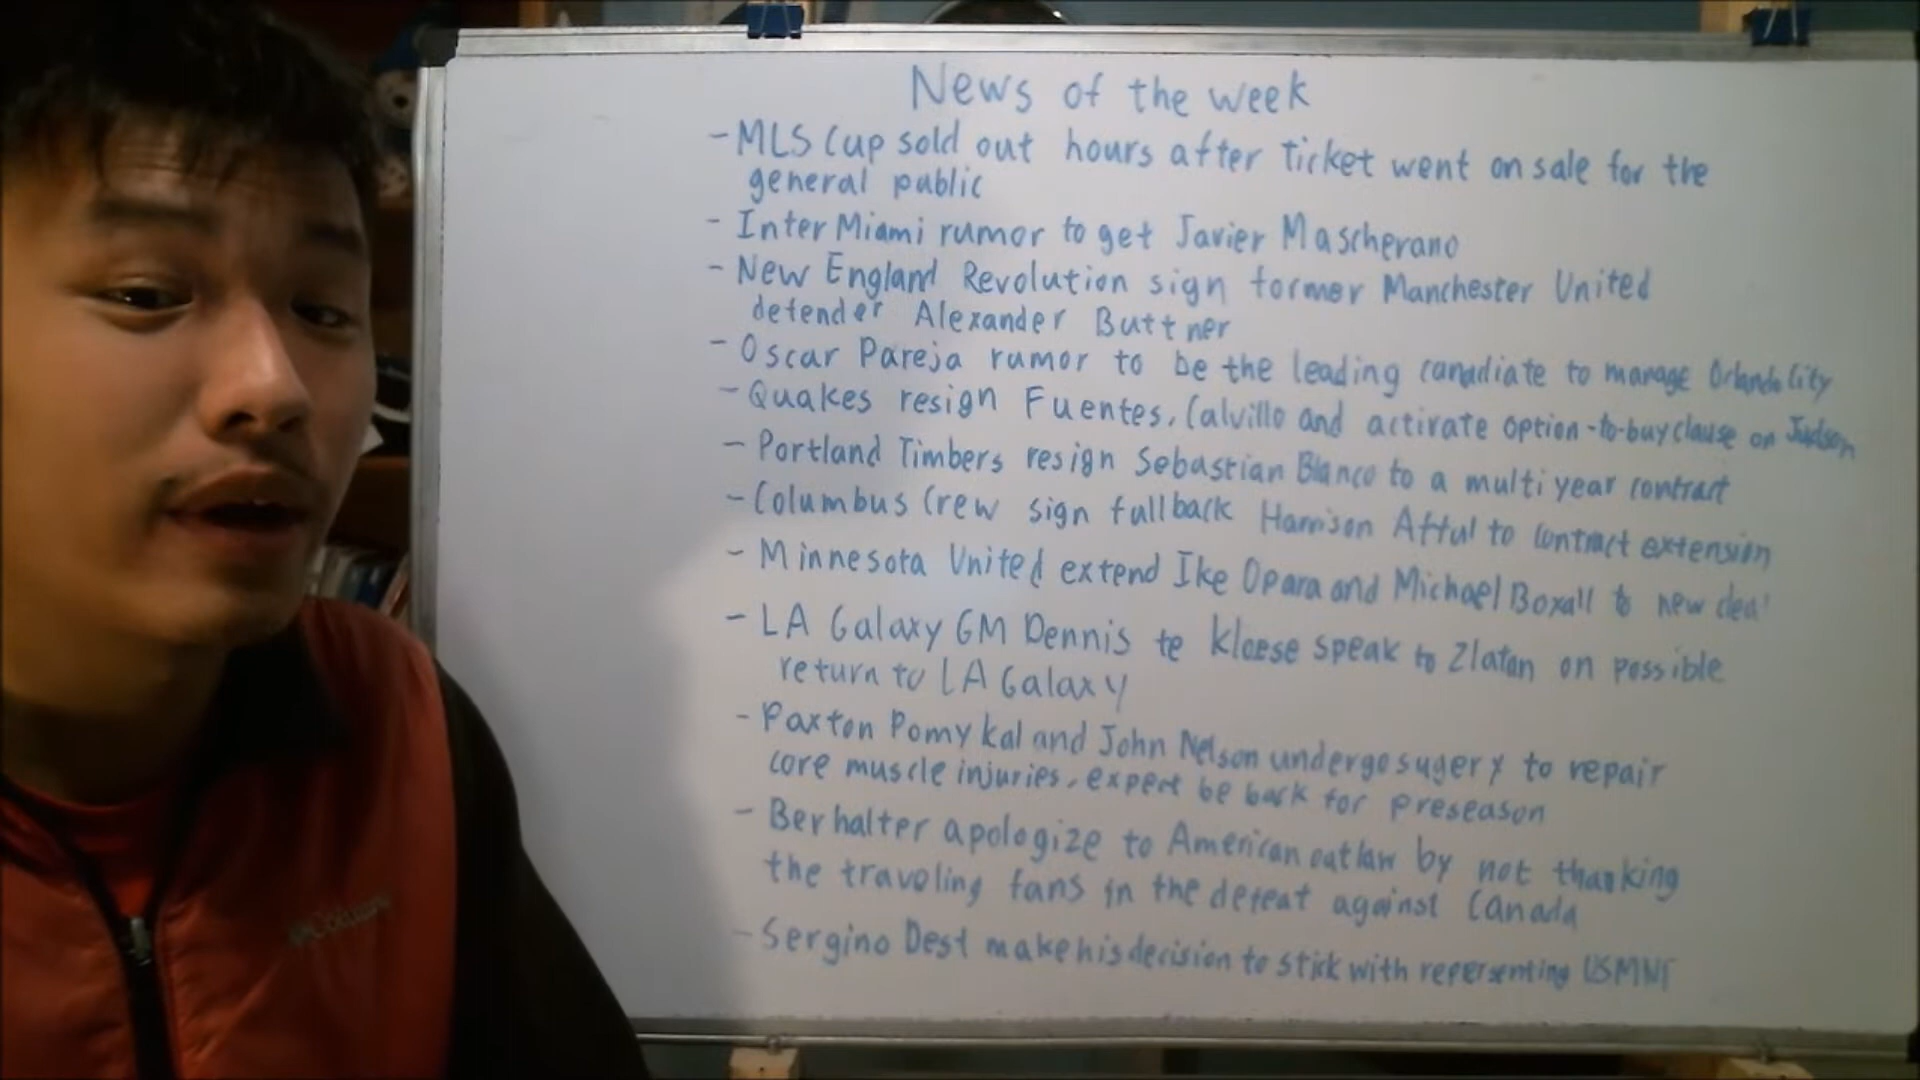 News of the week
- MLS Cup sold out hours after ticket went on sale for the
general public
- Inter Miami rumor to get Javier Mascherano
- New England Revolution sign former Manchester United
defender Alexander Buttner
- Oscar Pareja rumor to be the leading canadiate to manage Orlando City
- Quakes resign Fuentes, Calvillo and activate option-to-buy clause on Judson
- Portland Timbers resign Sebastian Blanco to a multi year contract
- Columbus Crew sign fullback Harrison Afful to contract extension
- Minnesota United extend Ike Opara and Michael Boxall to new deal
- LA Galaxy GM Dennis te kloese speak to Zlatan on possible
return to LA Galaxy
- Paxton Pomykal and John Nelson undergo sugery to repair
core muscle injuries, expect be back for preseason
- Berhalter apologize to American outlaw by not thanking
the traveling fans in the defeat against Canada
- Sergino Dest make his decision to stick with repersenting USMNT
Columbia